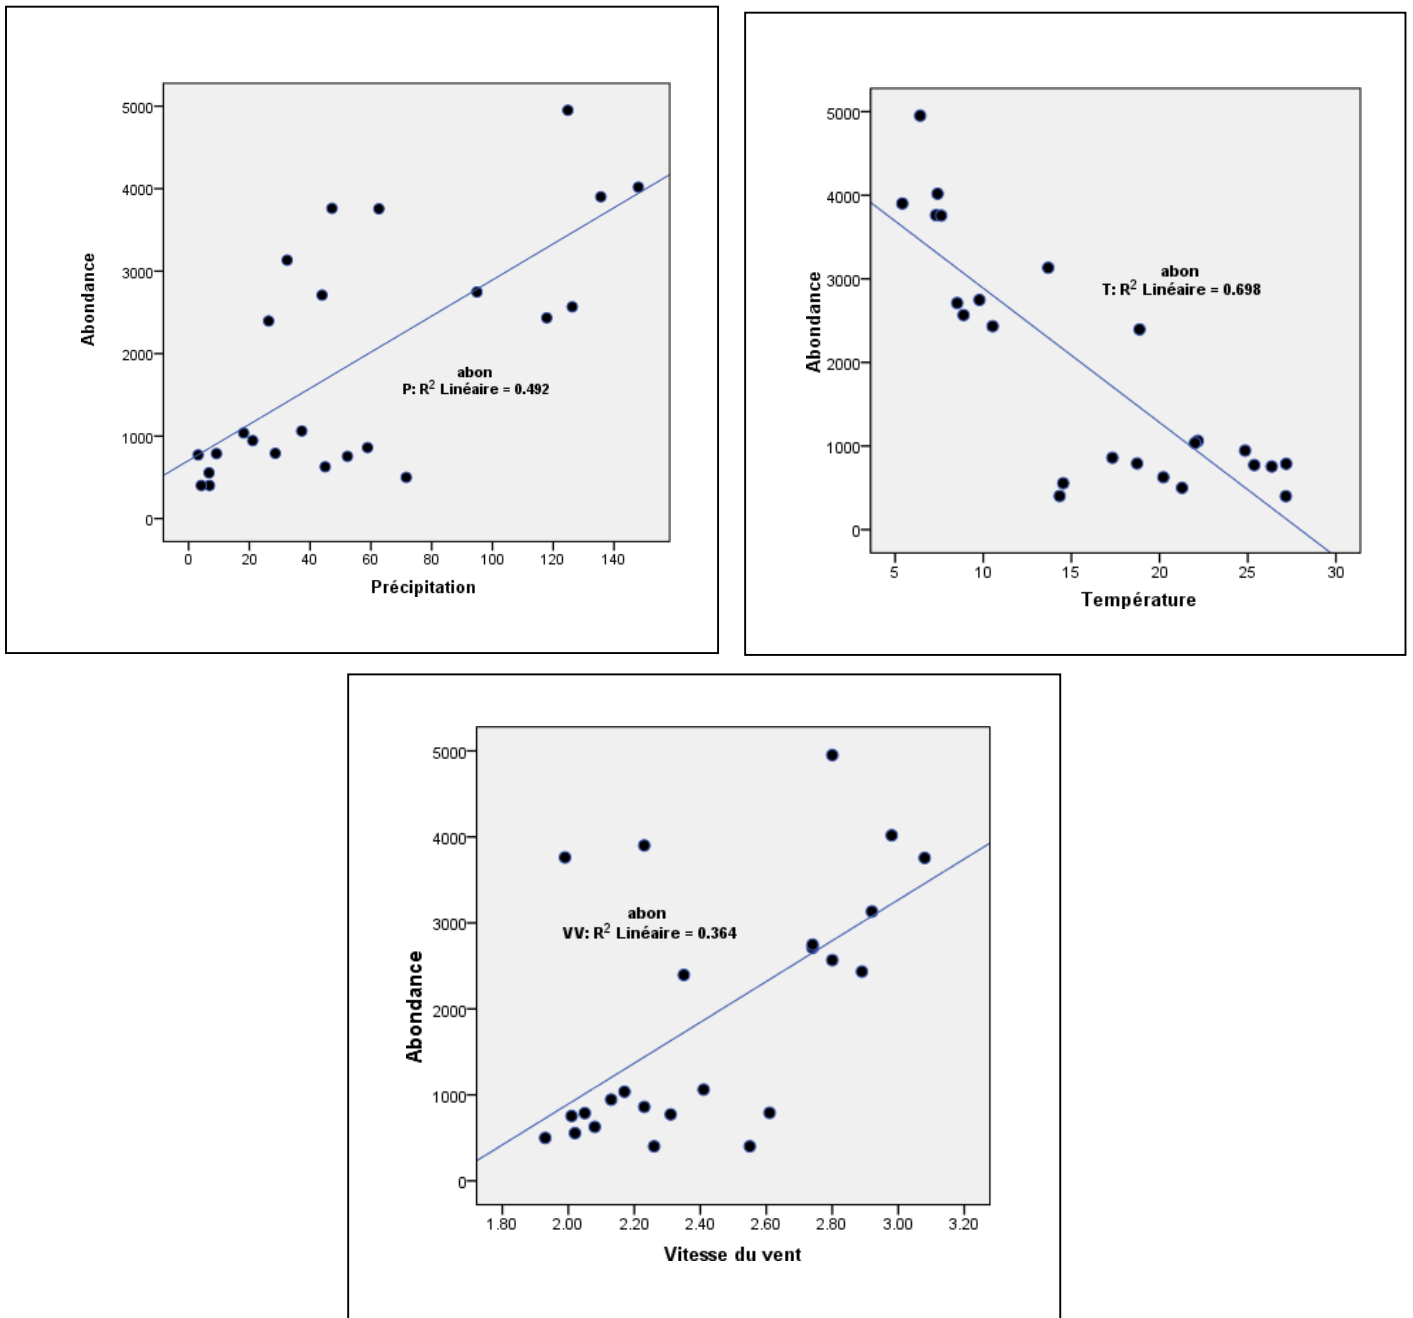 5000
4000
3000
2000
1000
0
Abondance
abon
P: R² Linéaire = 0.492
0 20 40 60 80 100 120 140
Précipitation
5000
4000
3000
2000
1000
0
Abondance
abon
T: R² Linéaire = 0.698
5 10 15 20 25 30
Température
5000
4000
3000
2000
1000
0
Abondance
abon
VV: R² Linéaire = 0.364
1.80 2.00 2.20 2.40 2.60 2.80 3.00 3.20
Vitesse du vent